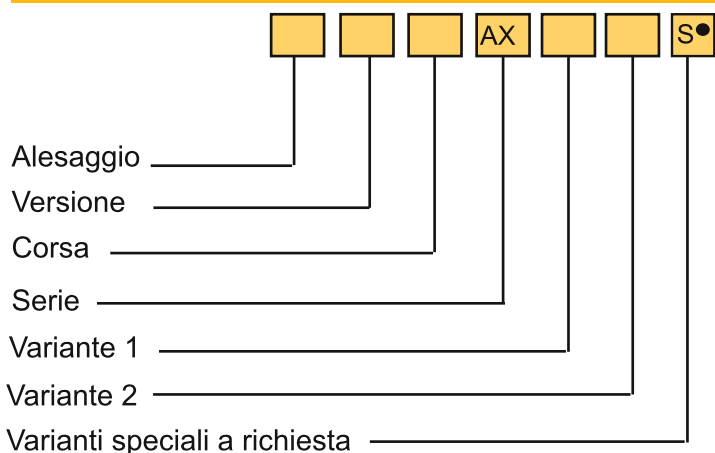 AX S●
Alesaggio
Versione
Corsa
Serie
Variante 1
Variante 2
Varianti speciali a richiesta